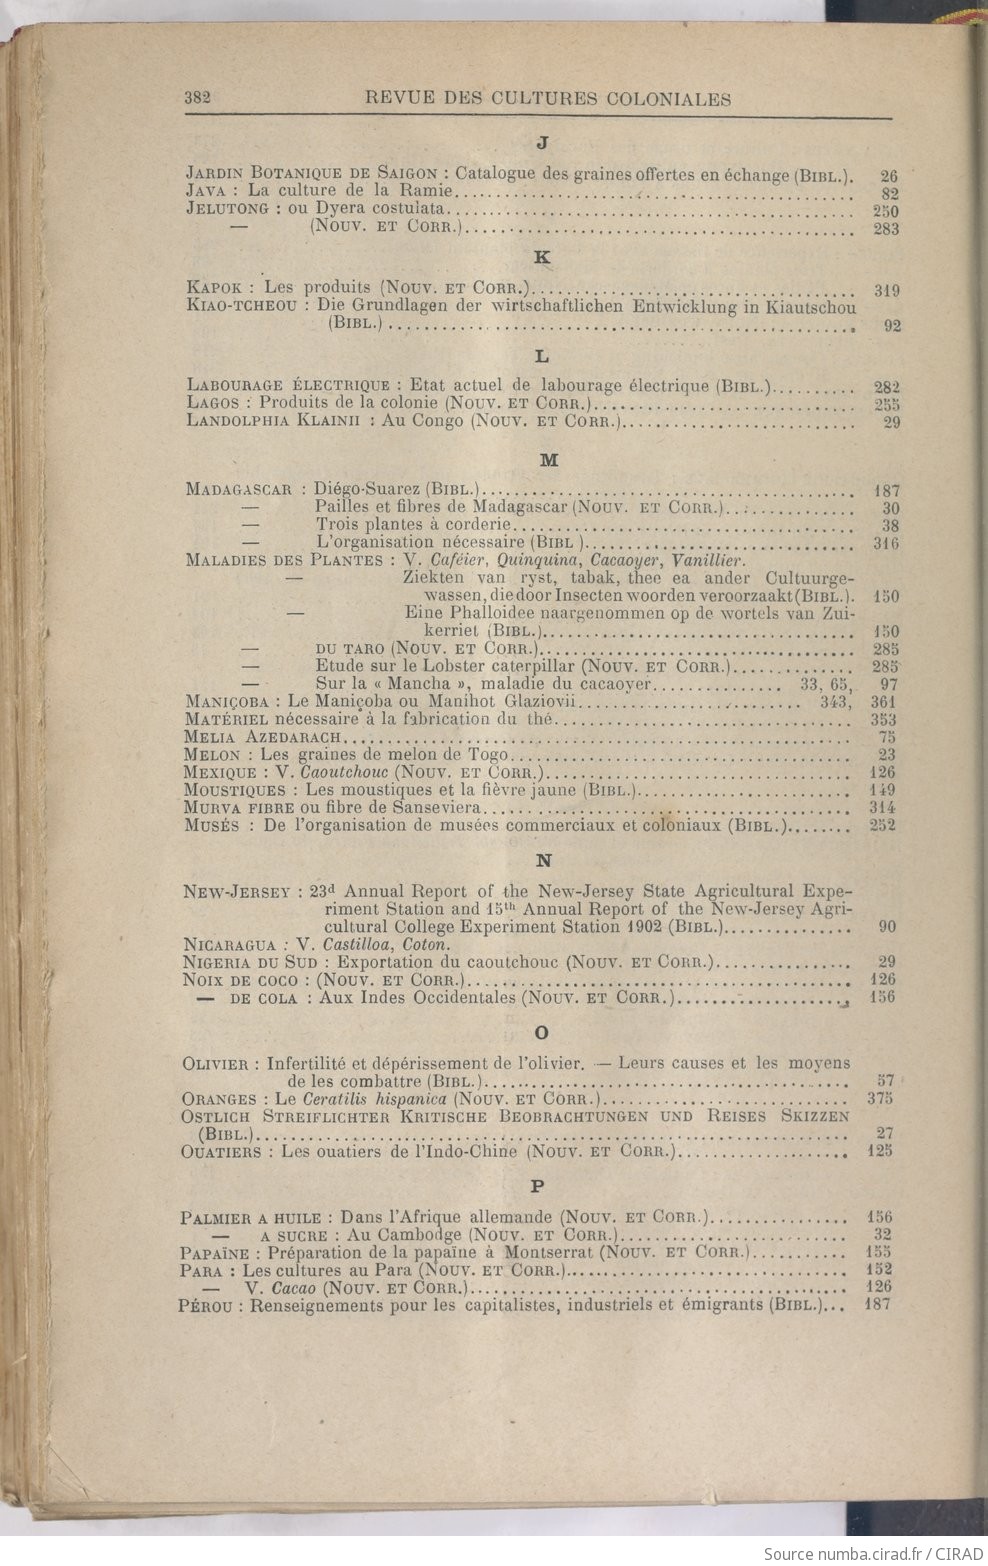 382 REVUE DES CULTURES COLONIALES
J
JARDIN BOTANIQUE DE SAIGON : Catalogue des graines offertes en échange (BIBL.). 26
JAVA : La culture de la Ramie.................................................. 82
JELUTONG : ou Dyera costulata.................................................. 250
— (NOUV. ET CORR.).................................................. 283
K
KAPOK : Les produits (NOUV. ET CORR.)........................................ 319
KIAO-TCHEOU : Die Grundlagen der wirtschaftlichen Entwicklung in Kiautschou
(BIBL.) .................................................. 92
L
LABOURAGE ÉLECTRIQUE : Etat actuel de labourage électrique (BIBL.).......... 282
LAGOS : Produits de la colonie (NOUV. ET CORR.).............................. 255
LANDOLPHIA KLAINII : Au Congo (NOUV. ET CORR.).............................. 29
M
MADAGASCAR : Diégo-Suarez (BIBL.)............................................. 187
— Pailles et fibres de Madagascar (NOUV. ET CORR.)............... 30
— Trois plantes à corderie........................................ 38
— L'organisation nécessaire (BIBL )............................... 316
MALADIES DES PLANTES : V. Caféier, Quinquina, Cacaoyer, Vanillier.
— Ziekten van ryst, tabak, thee ea ander Cultuurge-
wassen, die door Insecten woorden veroorzaakt (BIBL.). 150
— Eine Phalloidee naargenommen op de wortels van Zui-
kerriet (BIBL.)................................... 150
— DU TARO (NOUV. ET CORR.).................................... 285
— Etude sur le Lobster caterpillar (NOUV. ET CORR.).............. 285
— Sur la « Mancha », maladie du cacaoyer............... 33, 65, 97
MANIÇOBA : Le Maniçoba ou Manihot Glaziovii......................... 343, 361
MATÉRIEL nécessaire à la fabrication du thé................................. 353
MELIA AZEDARACH............................................................ 75
MELON : Les graines de melon de Togo....................................... 23
MEXIQUE : V. Caoutchouc (NOUV. ET CORR.)................................... 126
MOUSTIQUES : Les moustiques et la fièvre jaune (BIBL.)........................ 149
MURVA FIBRE ou fibre de Sanseviera......................................... 314
MUSÉS : De l'organisation de musées commerciaux et coloniaux (BIBL.)........ 252
N
NEW-JERSEY : 23d Annual Report of the New-Jersey State Agricultural Expe-
riment Station and 15th Annual Report of the New-Jersey Agri-
cultural College Experiment Station 1902 (BIBL.)............... 90
NICARAGUA : V. Castilloa, Coton.
NIGERIA DU SUD : Exportation du caoutchouc (NOUV. ET CORR.)................ 29
NOIX DE COCO : (NOUV. ET CORR.)............................................ 126
— DE COLA : Aux Indes Occidentales (NOUV. ET CORR.).................... 156
O
OLIVIER : Infertilité et dépérissement de l'olivier. — Leurs causes et les moyens
de les combattre (BIBL.)......................................... 57
ORANGES : Le Ceratilis hispanica (NOUV. ET CORR.)............................ 375
OSTLICH STREIFLICHTER KRITISCHE BEOBRACHTUNGEN UND REISES SKIZZEN
(BIBL.).................................................................. 27
OUATIERS : Les ouatiers de l'Indo-Chine (NOUV. ET CORR.).................... 125
P
PALMIER A HUILE : Dans l'Afrique allemande (NOUV. ET CORR.)................ 156
— A SUCRE : Au Cambodge (NOUV. ET CORR.).......................... 32
PAPAÏNE : Préparation de la papaïne à Montserrat (NOUV. ET CORR.)........... 155
PARA : Les cultures au Para (NOUV. ET CORR.)................................ 152
— V. Cacao (NOUV. ET CORR.)........................................... 126
PÉROU : Renseignements pour les capitalistes, industriels et émigrants (BIBL.)... 187
Source numba.cirad.fr / CIRAD